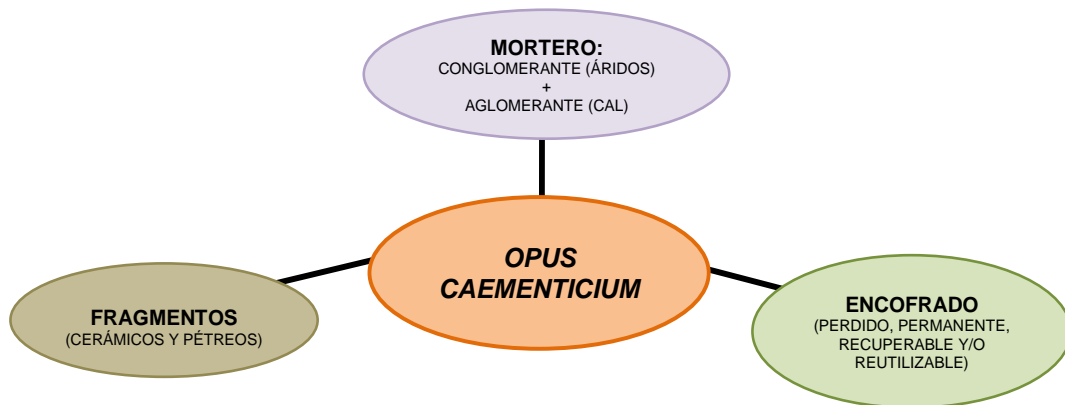 MORTERO:
CONGLOMERANTE (ÁRIDOS)
+
AGLOMERANTE (CAL)
OPUS
CAEMENTICIUM
FRAGMENTOS
(CERÁMICOS Y PÉTREOS)
ENCOFRADO
(PERDIDO, PERMANENTE,
RECUPERABLE Y/O
REUTILIZABLE)